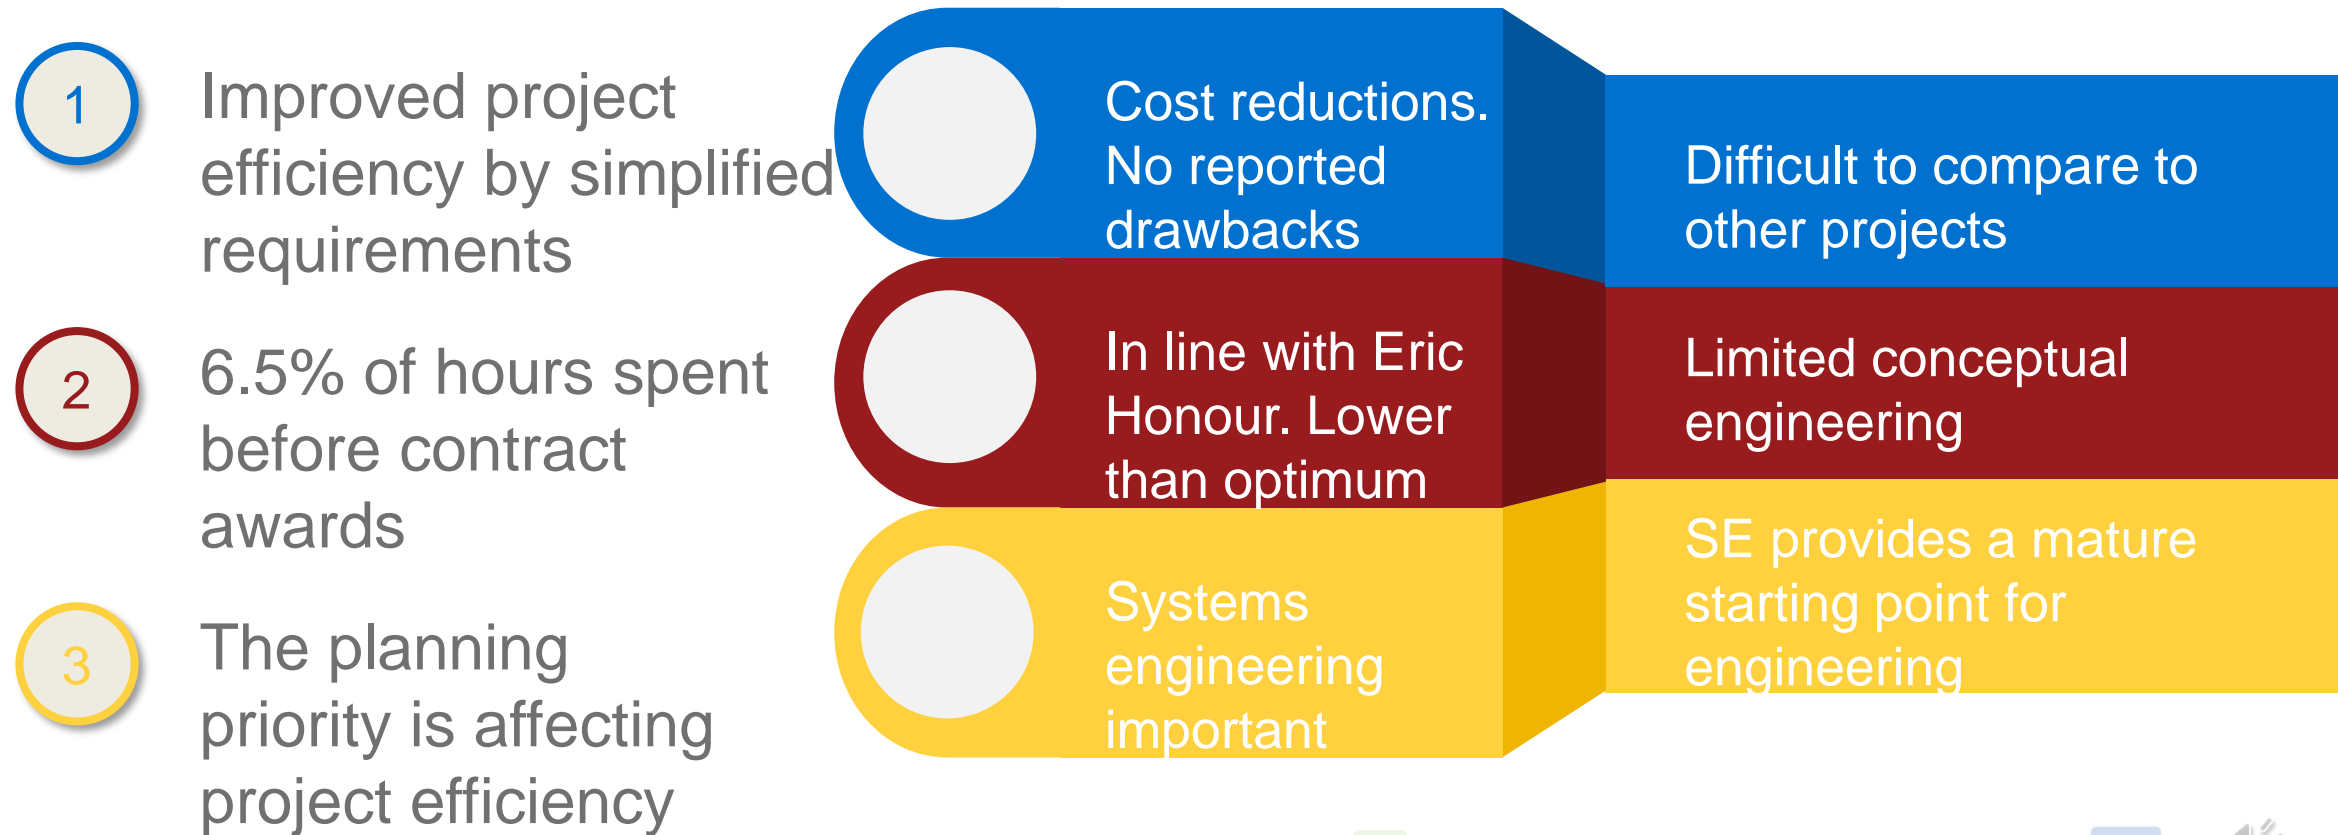 1
Improved project
efficiency by simplified
requirements
2
6.5% of hours spent
before contract
awards
3
The planning
priority is affecting
project efficiency
Cost reductions.
No reported
drawbacks
In line with Eric
Honour. Lower
than optimum
Systems
engineering
important
Difficult to compare to
other projects
Limited conceptual
engineering
SE provides a mature
starting point for
engineering